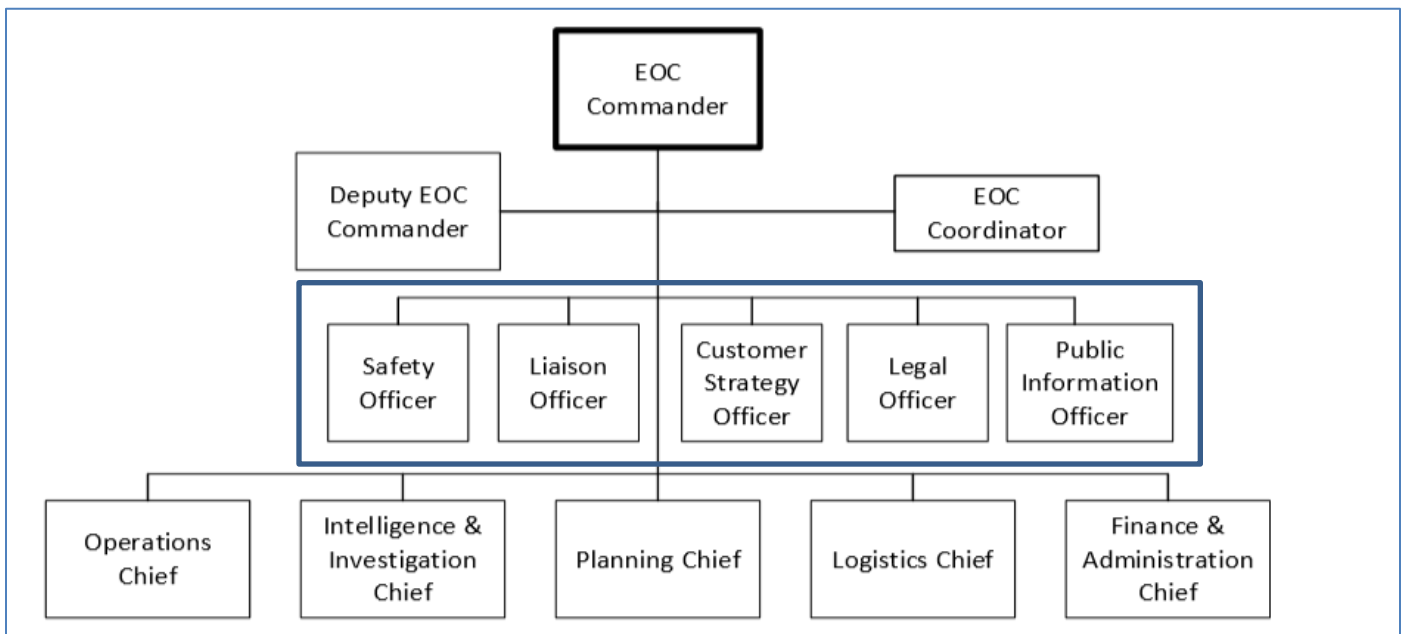 EOC
Commander
Deputy EOC
Commander
EOC
Coordinator
Safety
Officer
Liaison
Officer
Customer
Strategy
Officer
Legal
Officer
Public
Information
Officer
Operations
Chief
Intelligence &
Investigation
Chief
Planning Chief
Logistics Chief
Finance &
Administration
Chief